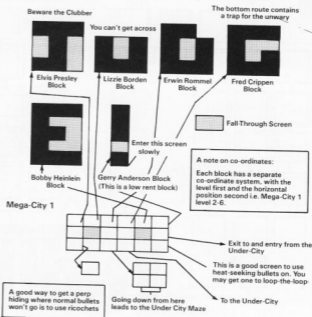 Beware the Clubber
You can't get across
The bottom route contains
a trap for the unwary
Elvis Presley
Block
Lizzie Borden
Block
Erwin Rommel
Block
Fred Crippen
Block
Fall-Through Screen
Enter this screen
slowly
Bobby Heinlein
Block
Gerry Anderson Block
(This is a low rent block)
A note on co-ordinates:
Each block has a separate
co-ordinate system, with the
level first and the horizontal
position second i.e. Mega-City 1
level 2-6.
Mega-City 1
Exit to and entry from the
Under-City
This is a good screen to use
heat-seeking bullets on. You
may get one to loop-the-loop
To the Under-City
A good way to get a perp
hiding where normal bullets
won't go is to use ricochets
Going down from here
leads to the Under City Maze